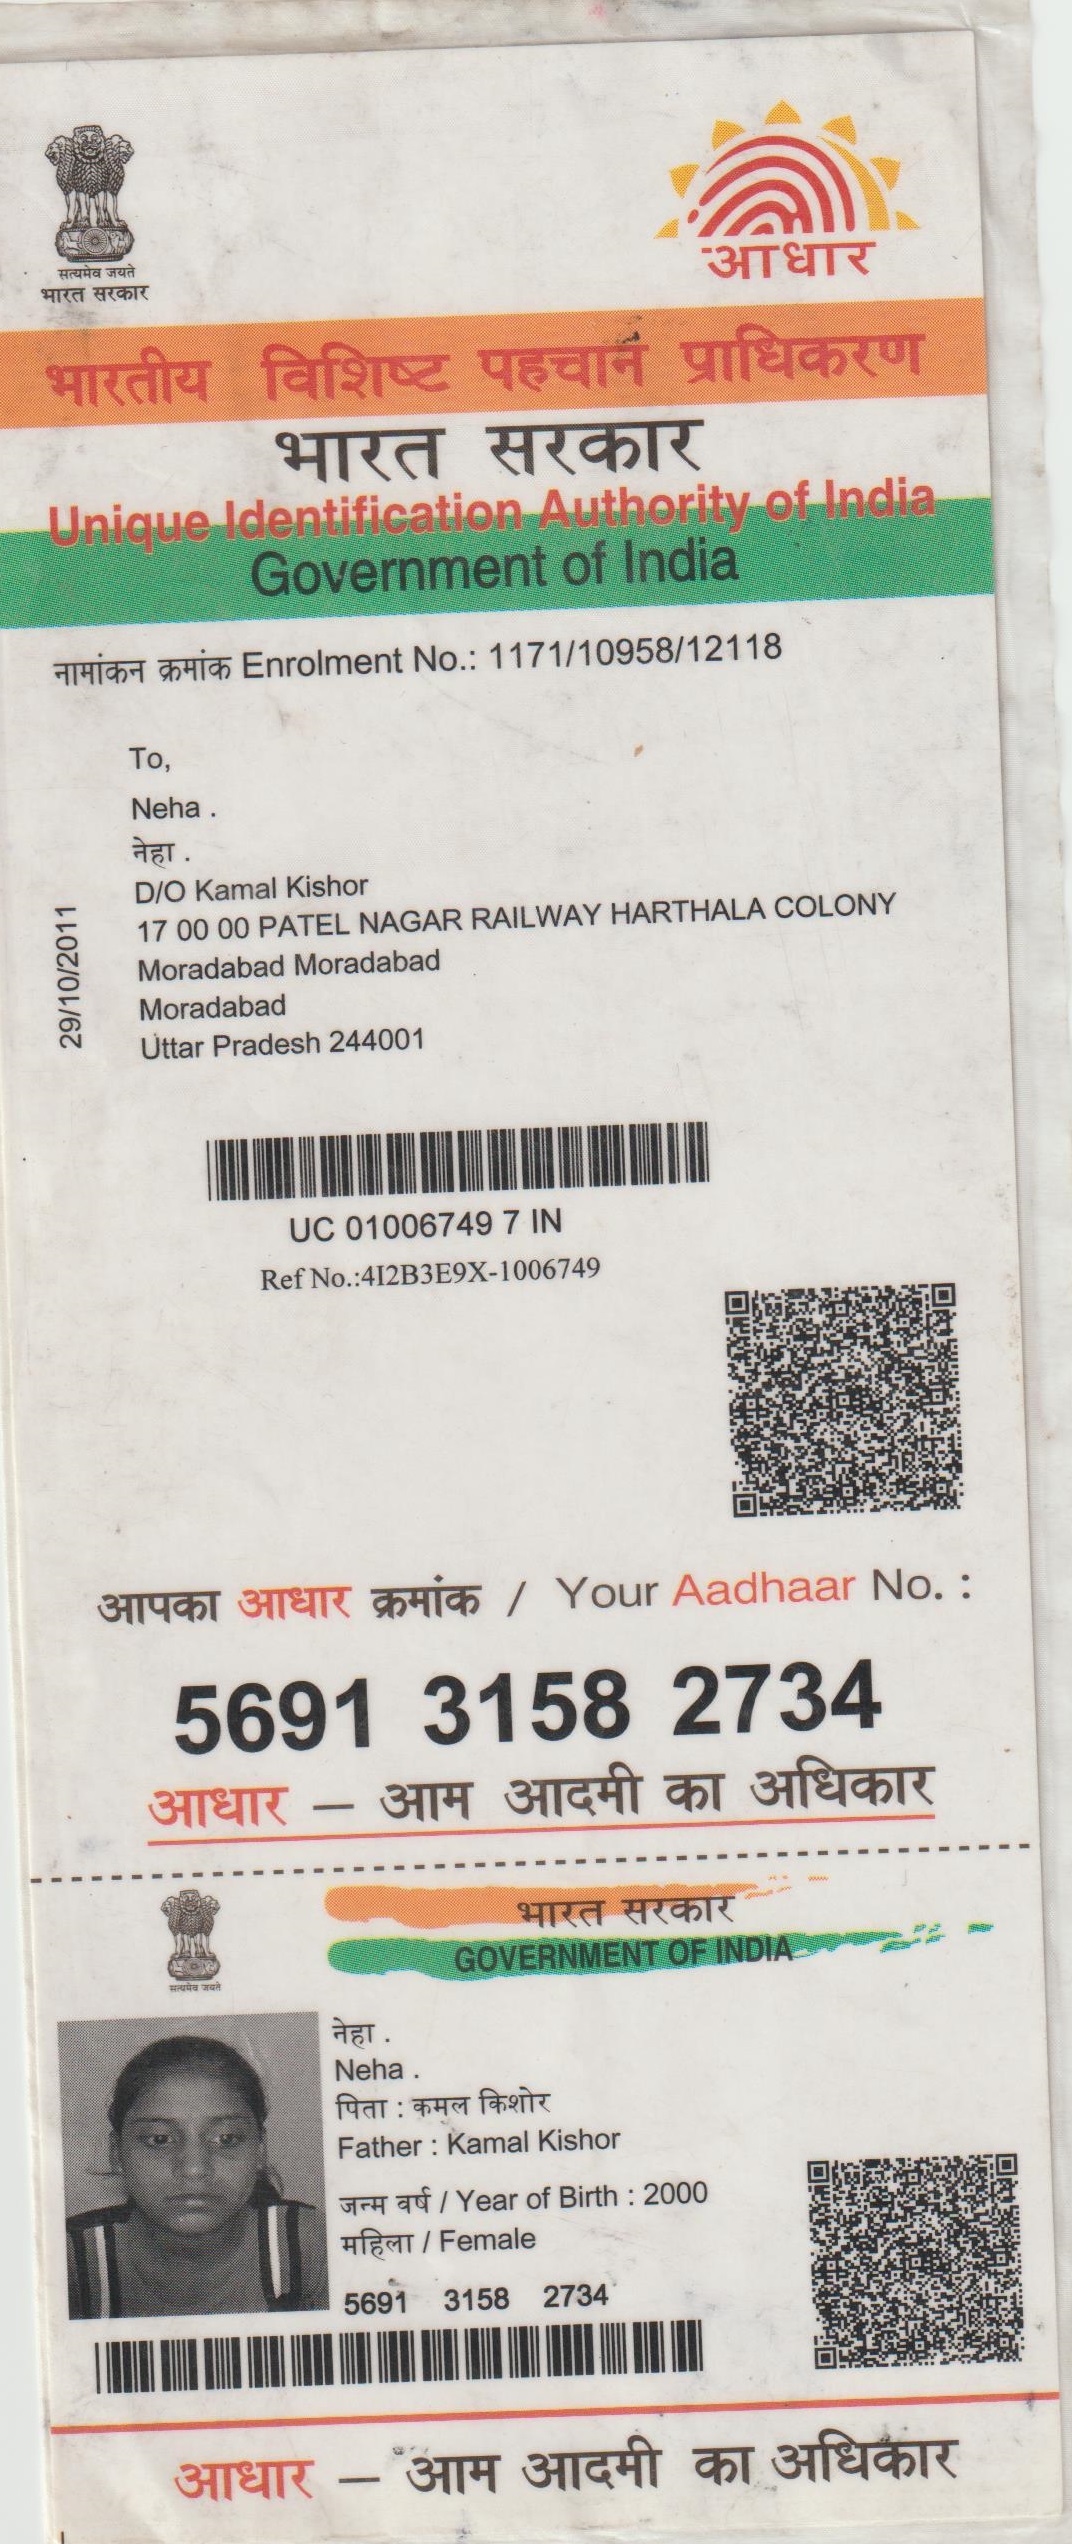 सत्यमेव जयते
भारत सरकार
आधार
भारतीय विशिष्ट पहचान प्राधिकरण
भारत सरकार
Unique Identification Authority of India
Government of India
नामांकन क्रमांक Enrolment No.: 1171/10958/12118
To,
Neha .
नेहा .
D/O Kamal Kishor
17 00 00 PATEL NAGAR RAILWAY HARTHALA COLONY
Moradabad Moradabad
Moradabad
Uttar Pradesh 244001
29/10/2011
UC 01006749 7 IN
Ref No.:4I2B3E9X-1006749
आपका आधार क्रमांक / Your Aadhaar No. :
5691 3158 2734
आधार – आम आदमी का अधिकार
सत्यमेव जयते
भारत सरकार
GOVERNMENT OF INDIA
नेहा .
Neha .
पिता : कमल किशोर
Father : Kamal Kishor
जन्म वर्ष / Year of Birth : 2000
महिला / Female
5691 3158 2734
आधार – आम आदमी का अधिकार